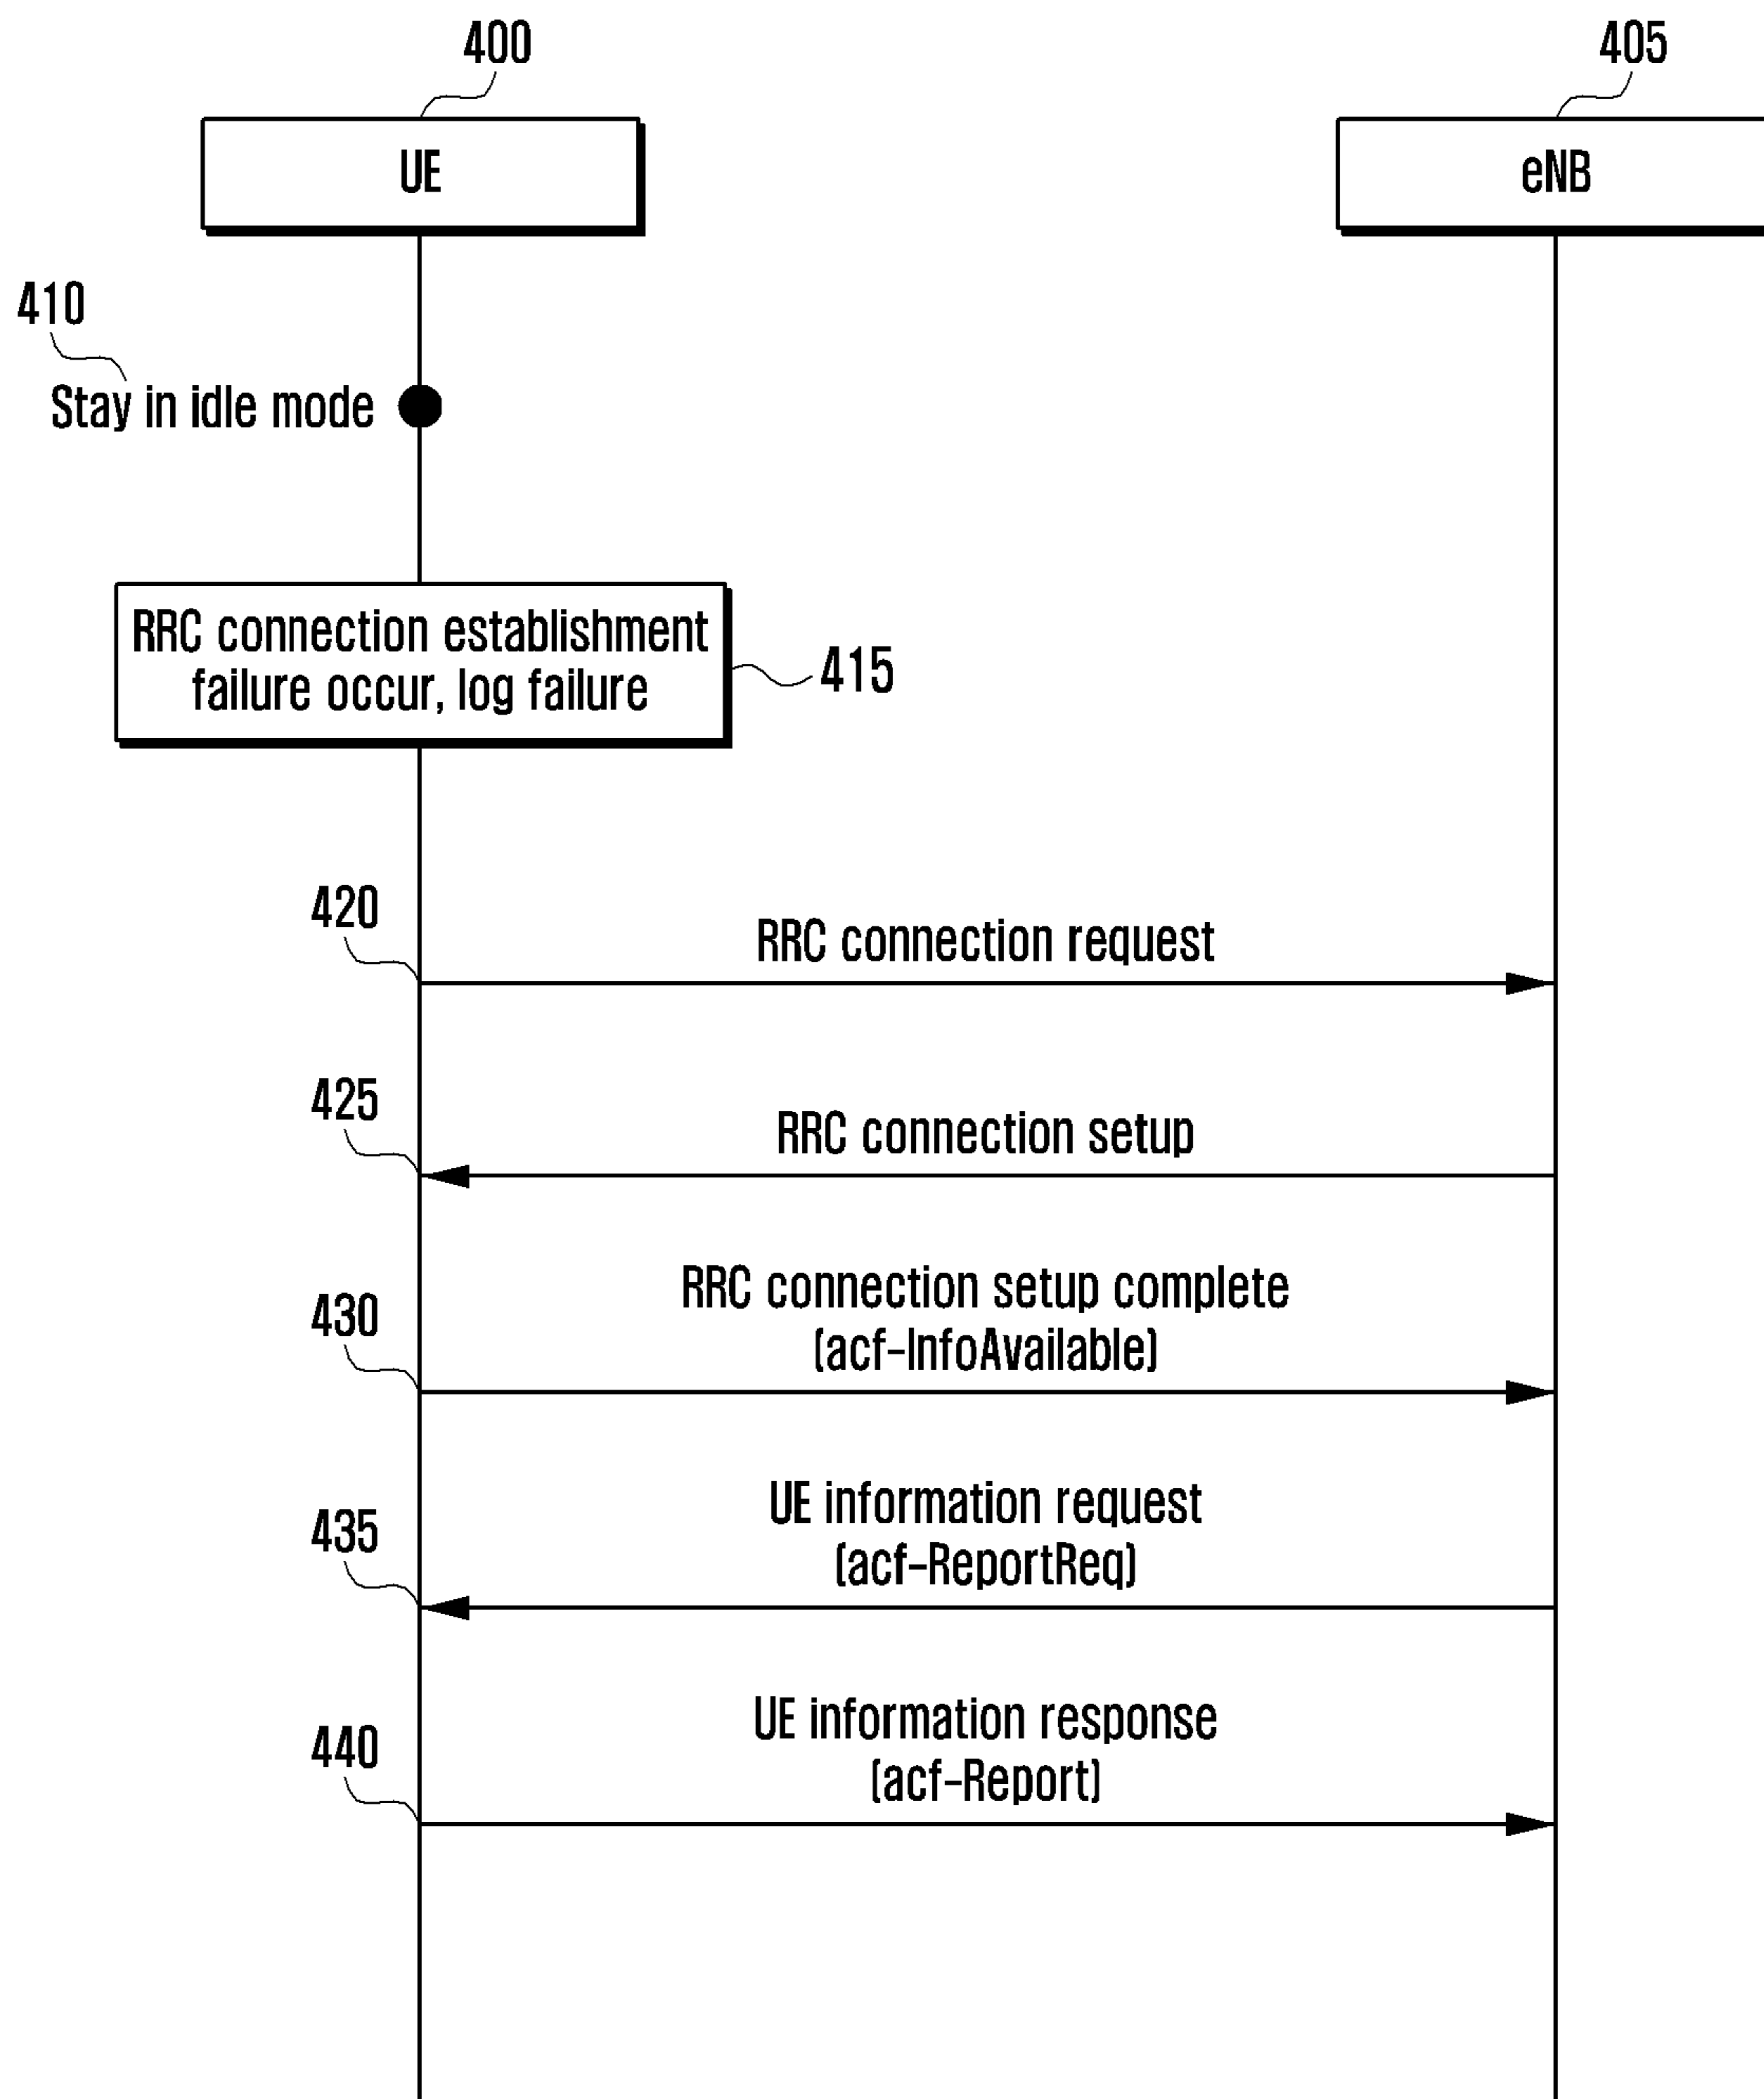 400
405
UE
eNB
410
Stay in idle mode
RRC connection establishment
failure occur, log failure
415
420
RRC connection request
425
RRC connection setup
RRC connection setup complete
430
(acf-InfoAvailable)
UE information request
435
(acf-ReportReq)
UE information response
440
(acf-Report)